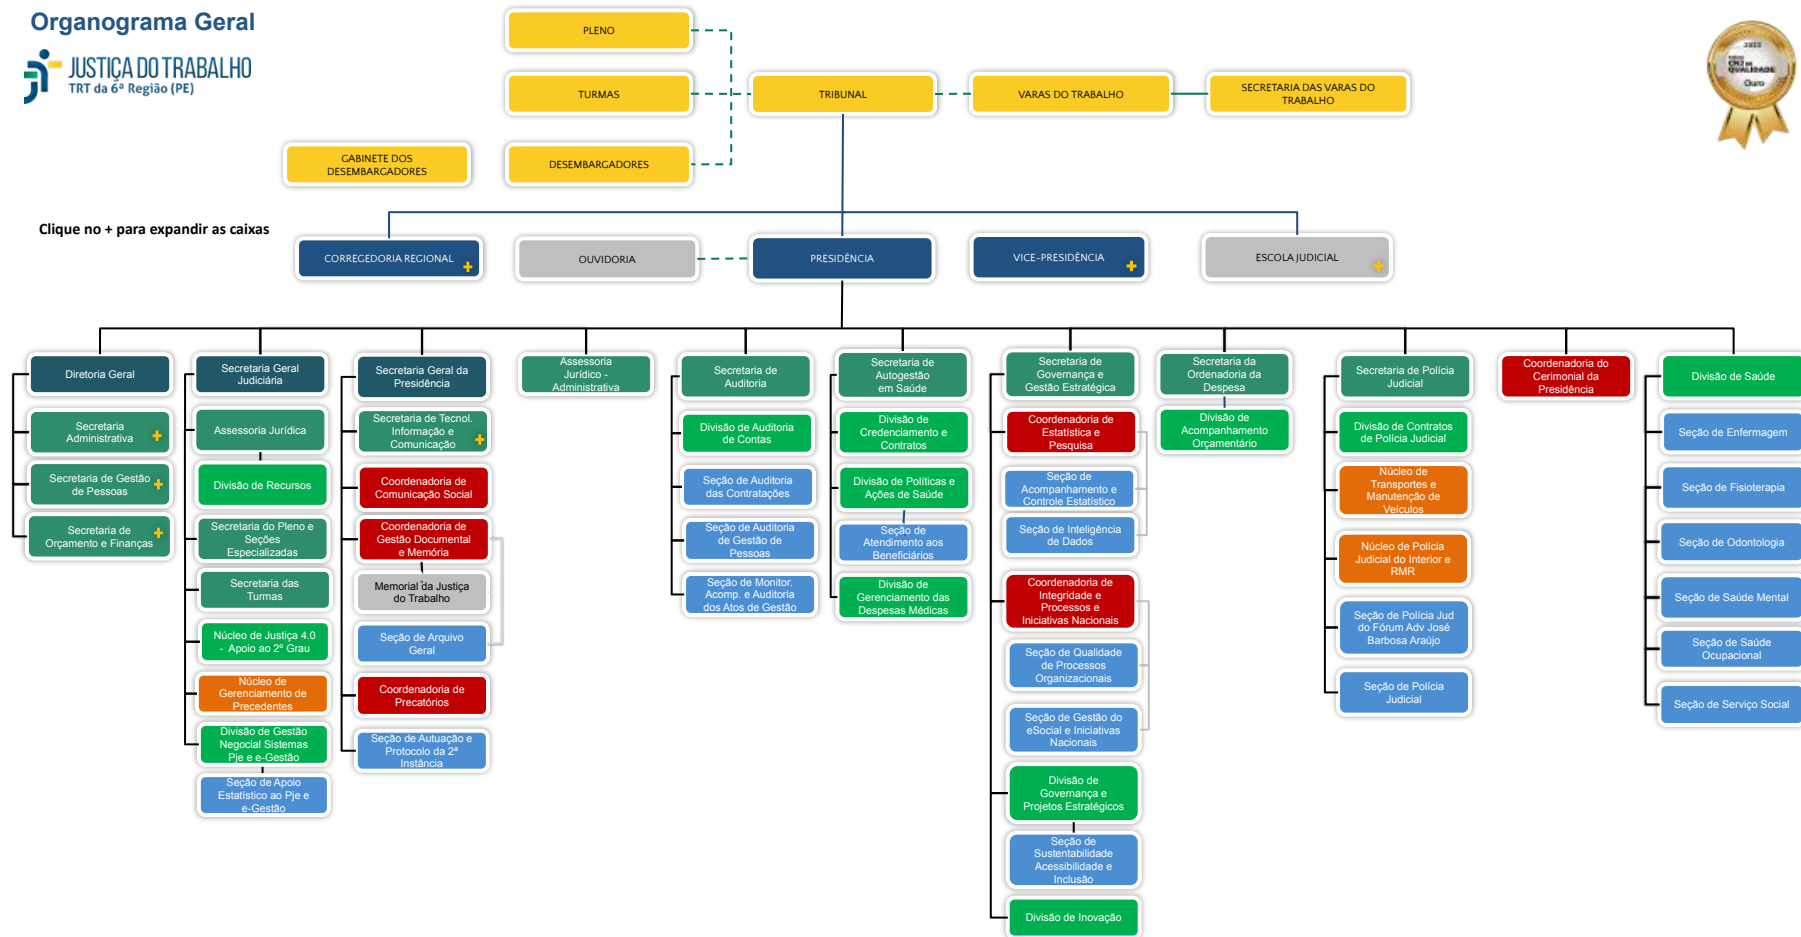 Organograma Geral
JUSTIÇA DO TRABALHO
TRT da 6ª Região (PE)
2022
CNJ DE
QUALIDADE
Ouro
PLENO
TURMAS
TRIBUNAL
VARAS DO TRABALHO
SECRETARIA DAS VARAS DO
TRABALHO
GABINETE DOS
DESEMBARGADORES
DESEMBARGADORES
Clique no + para expandir as caixas
CORREGEDORIA REGIONAL
+
OUVIDORIA
PRESIDÊNCIA
VICE-PRESIDÊNCIA
+
ESCOLA JUDICIAL
+
Diretoria Geral
Secretaria
Administrativa
+
Secretaria de Gestão
de Pessoas
+
Secretaria de
Orçamento e Finanças
+
Secretaria Geral
Judiciária
Assessoria Jurídica
Divisão de Recursos
Secretaria do Pleno e
Seções
Especializadas
Secretaria das
Turmas
Núcleo de Justiça 4.0
- Apoio ao 2º Grau
Núcleo de
Gerenciamento de
Precedentes
Divisão de Gestão
Negocial Sistemas
Pje e e-Gestão
Seção de Apoio
Estatístico ao Pje e
e-Gestão
Secretaria Geral da
Presidência
Secretaria de Tecnol.
Informação e
Comunicação
+
Coordenadoria de
Comunicação Social
Coordenadoria de
Gestão Documental
e Memória
Memorial da Justiça
do Trabalho
Seção de Arquivo
Geral
Coordenadoria de
Precatórios
Seção de Autuação e
Protocolo da 2ª
Instância
Assessoria
Jurídico -
Administrativa
Secretaria de
Auditoria
Divisão de Auditoria
de Contas
Seção de Auditoria
das Contratações
Seção de Auditoria
de Gestão de
Pessoas
Seção de Monitor.
Acomp. e Auditoria
dos Atos de Gestão
Secretaria de
Autogestão
em Saúde
Divisão de
Credenciamento e
Contratos
Divisão de Políticas e
Ações de Saúde
Seção de
Atendimento aos
Beneficiários
Divisão de
Gerenciamento das
Despesas Médicas
Secretaria de
Governança e
Gestão Estratégica
Coordenadoria de
Estatística e
Pesquisa
Seção de
Acompanhamento e
Controle Estatístico
Seção de Inteligência
de Dados
Coordenadoria de
Integridade e
Processos e
Iniciativas Nacionais
Seção de Qualidade
de Processos
Organizacionais
Seção de Gestão do
eSocial e Iniciativas
Nacionais
Divisão de
Governança e
Projetos Estratégicos
Seção de
Sustentabilidade
Acessibilidade e
Inclusão
Divisão de Inovação
Secretaria da
Ordenadoria da
Despesa
Divisão de
Acompanhamento
Orçamentário
Secretaria de Polícia
Judicial
Divisão de Contratos
de Polícia Judicial
Núcleo de
Transportes e
Manutenção de
Veículos
Núcleo de Polícia
Judicial do Interior e
RMR
Seção de Polícia Jud
do Fórum Adv José
Barbosa Araújo
Seção de Polícia
Judicial
Coordenadoria do
Cerimonial da
Presidência
Divisão de Saúde
Seção de Enfermagem
Seção de Fisioterapia
Seção de Odontologia
Seção de Saúde Mental
Seção de Saúde
Ocupacional
Seção de Serviço Social